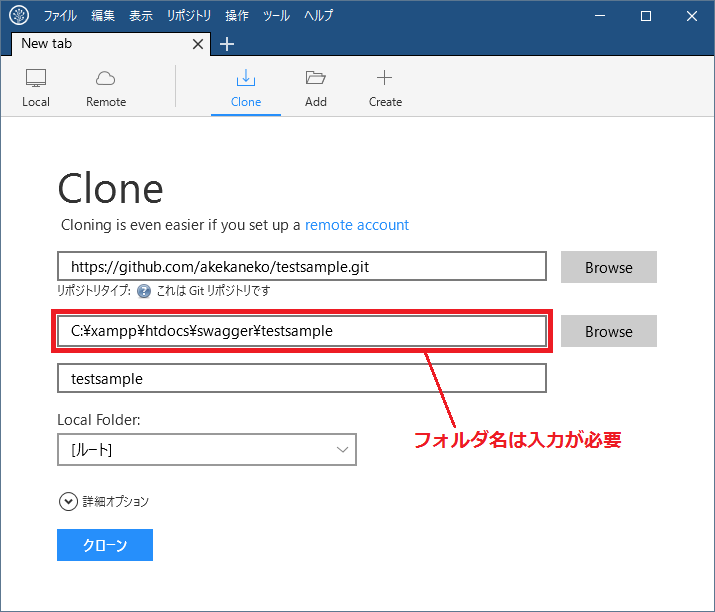 ファイル 編集 表示 リポジトリ 操作 ツール ヘルプ
New tab
Local Remote Clone Add Create
Clone
Cloning is even easier if you set up a remote account
https://github.com/akekaneko/testsample.git
Browse
リポジトリタイプ: ? これは Git リポジトリです
C:¥xampp¥htdocs¥swagger¥testsample
Browse
testsample
Local Folder:
フォルダ名は入力が必要
[ルート]
詳細オプション
クローン